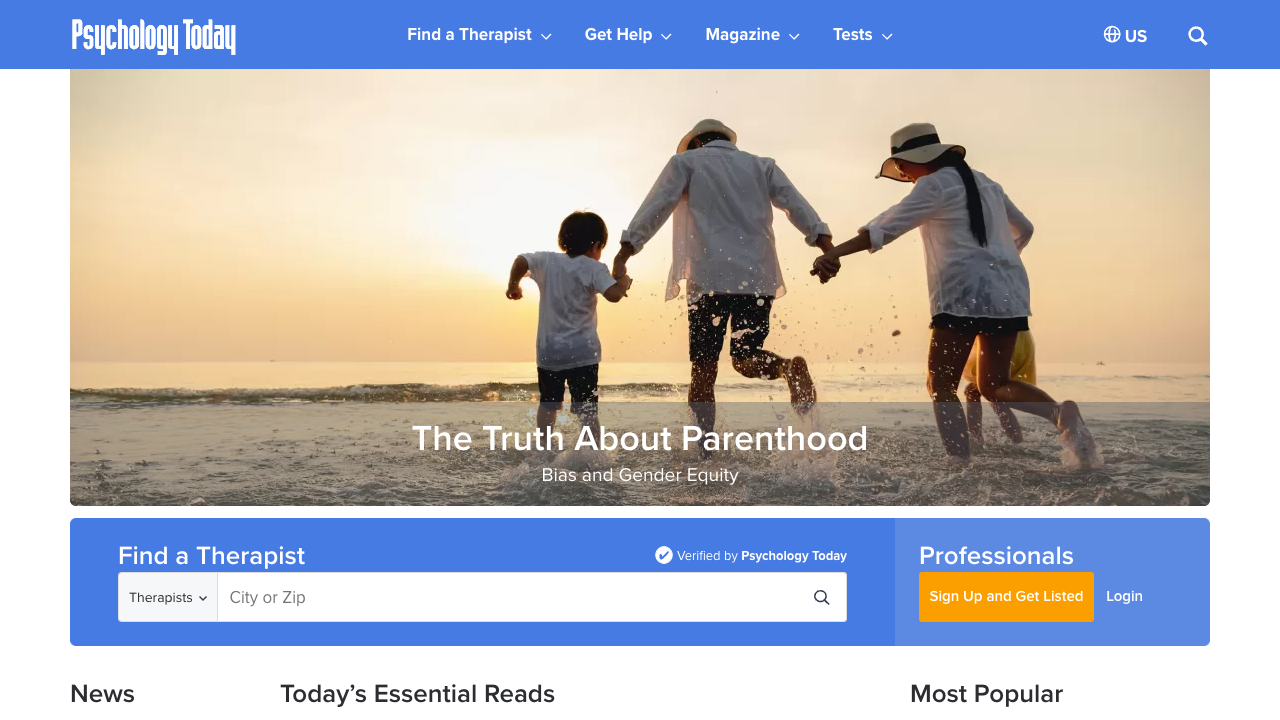 Psychology Today
Find a Therapist
Get Help
Magazine
Tests
US
The Truth About Parenthood
Bias and Gender Equity
Find a Therapist
Verified by Psychology Today
Therapists
City or Zip
Professionals
Sign Up and Get Listed
Login
News
Today’s Essential Reads
Most Popular